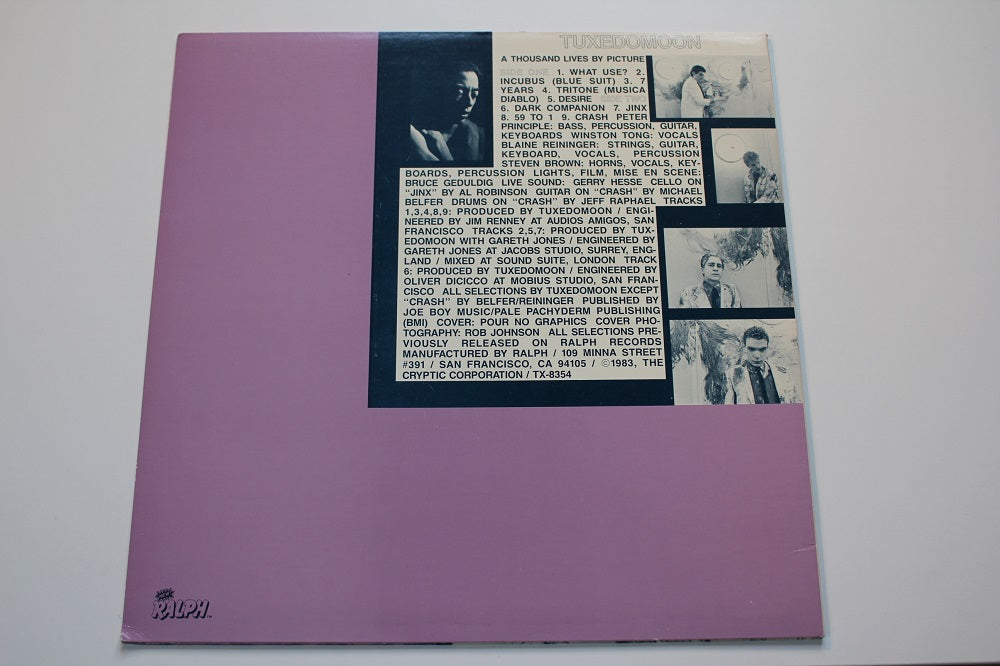 TUXEDOMOON
A THOUSAND LIVES BY PICTURE
SIDE ONE 1. WHAT USE? 2.
INCUBUS (BLUE SUIT) 3. 7
YEARS 4. TRITONE (MUSICA
DIABLO) 5. DESIRE SIDE TWO
6. DARK COMPANION 7. JINX
8. 59 TO 1 9. CRASH PETER
PRINCIPLE: BASS, PERCUSSION, GUITAR,
KEYBOARDS WINSTON TONG: VOCALS
BLAINE REININGER: STRINGS, GUITAR,
KEYBOARD, VOCALS, PERCUSSION
STEVEN BROWN: HORNS, VOCALS, KEY-
BOARDS, PERCUSSION LIGHTS, FILM, MISE EN SCENE:
BRUCE GEDULDIG LIVE SOUND: GERRY HESSE CELLO ON
"JINX" BY AL ROBINSON GUITAR ON "CRASH" BY MICHAEL
BELFER DRUMS ON "CRASH" BY JEFF RAPHAEL TRACKS
1,3,4,8,9: PRODUCED BY TUXEDOMOON / ENGI-
NEERED BY JIM RENNEY AT AUDIOS AMIGOS, SAN
FRANCISCO TRACKS 2,5,7: PRODUCED BY TUX-
EDOMOON WITH GARETH JONES / ENGINEERED BY
GARETH JONES AT JACOBS STUDIO, SURREY, ENG-
LAND / MIXED AT SOUND SUITE, LONDON TRACK
6: PRODUCED BY TUXEDOMOON / ENGINEERED BY
OLIVER DICICCO AT MOBIUS STUDIO, SAN FRAN-
CISCO ALL SELECTIONS BY TUXEDOMOON EXCEPT
"CRASH" BY BELFER/REININGER PUBLISHED BY
JOE BOY MUSIC/PALE PACHYDERM PUBLISHING
(BMI) COVER: POUR NO GRAPHICS COVER PHO-
TOGRAPHY: ROB JOHNSON ALL SELECTIONS PRE-
VIOUSLY RELEASED ON RALPH RECORDS
MANUFACTURED BY RALPH / 109 MINNA STREET
#391 / SAN FRANCISCO, CA 94105 / ©1983, THE
CRYPTIC CORPORATION / TX-8354
RALPH